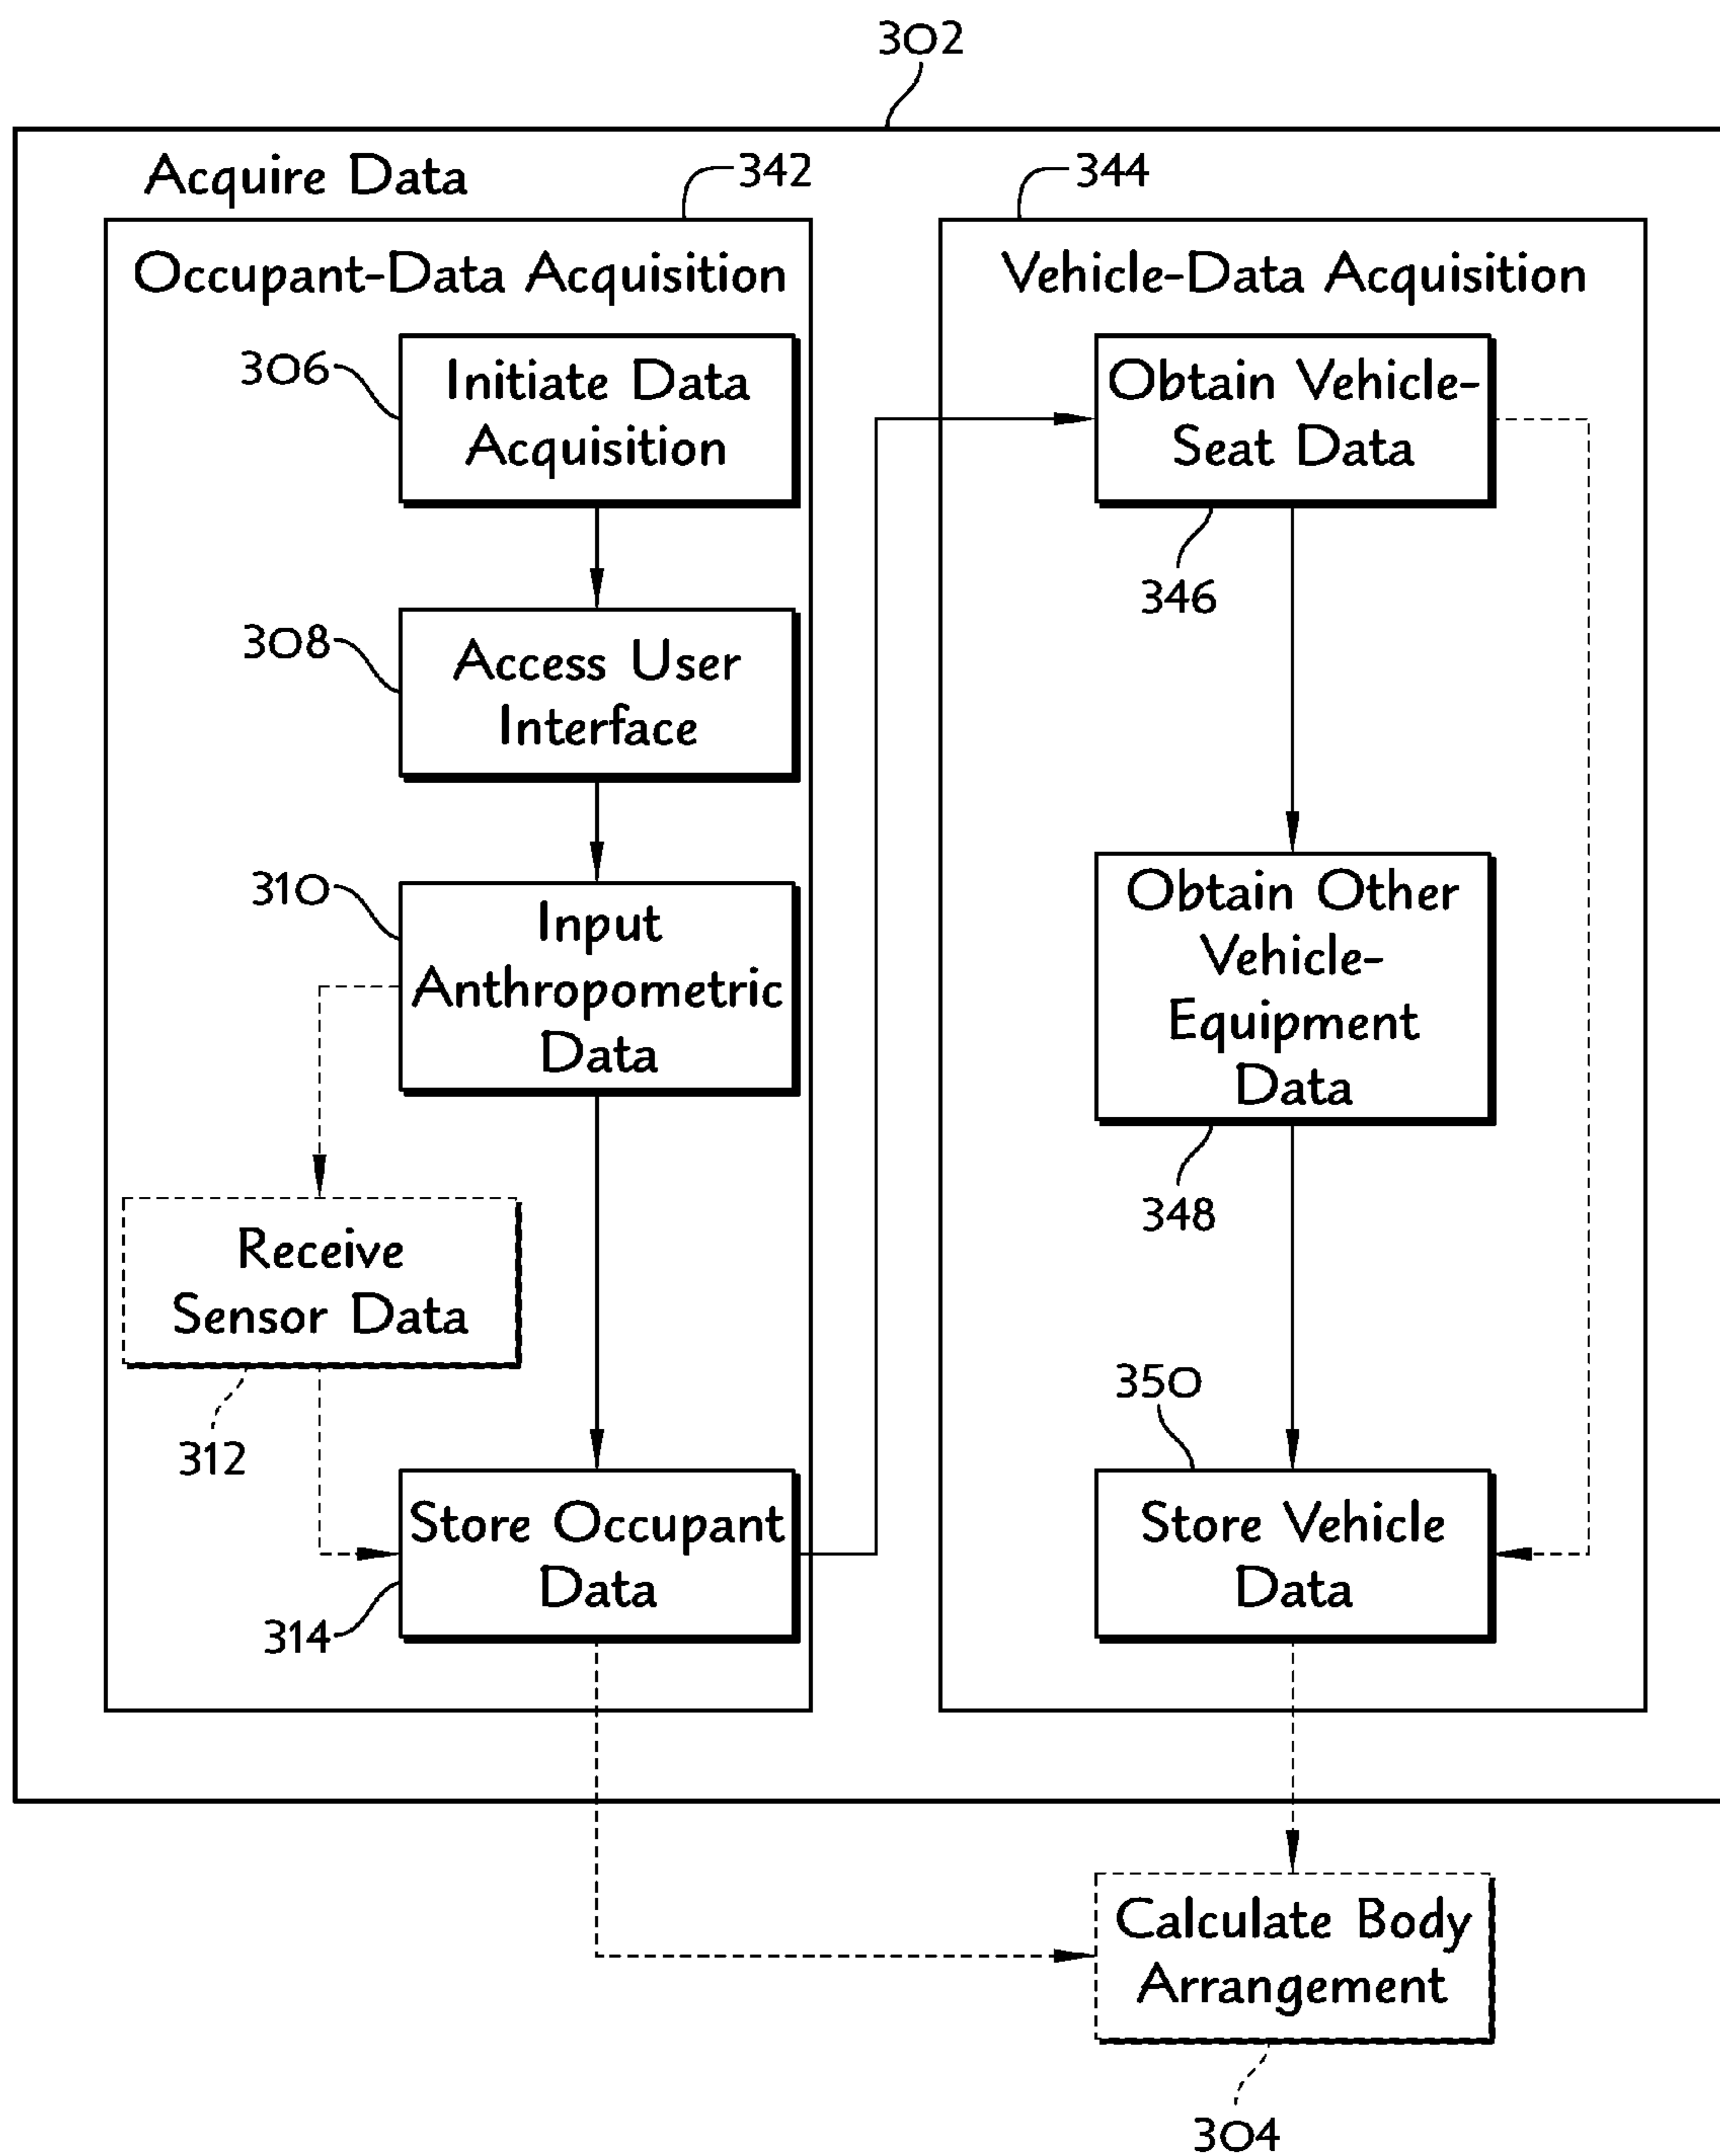 302
Acquire Data
342
344
Occupant-Data Acquisition
Vehicle-Data Acquisition
306
Initiate Data
Acquisition
Obtain Vehicle-
Seat Data
346
308
Access User
Interface
310
Input
Anthropometric
Data
Obtain Other
Vehicle-
Equipment
Data
348
Receive
Sensor Data
312
350
Store Occupant
Data
314
Store Vehicle
Data
Calculate Body
Arrangement
304